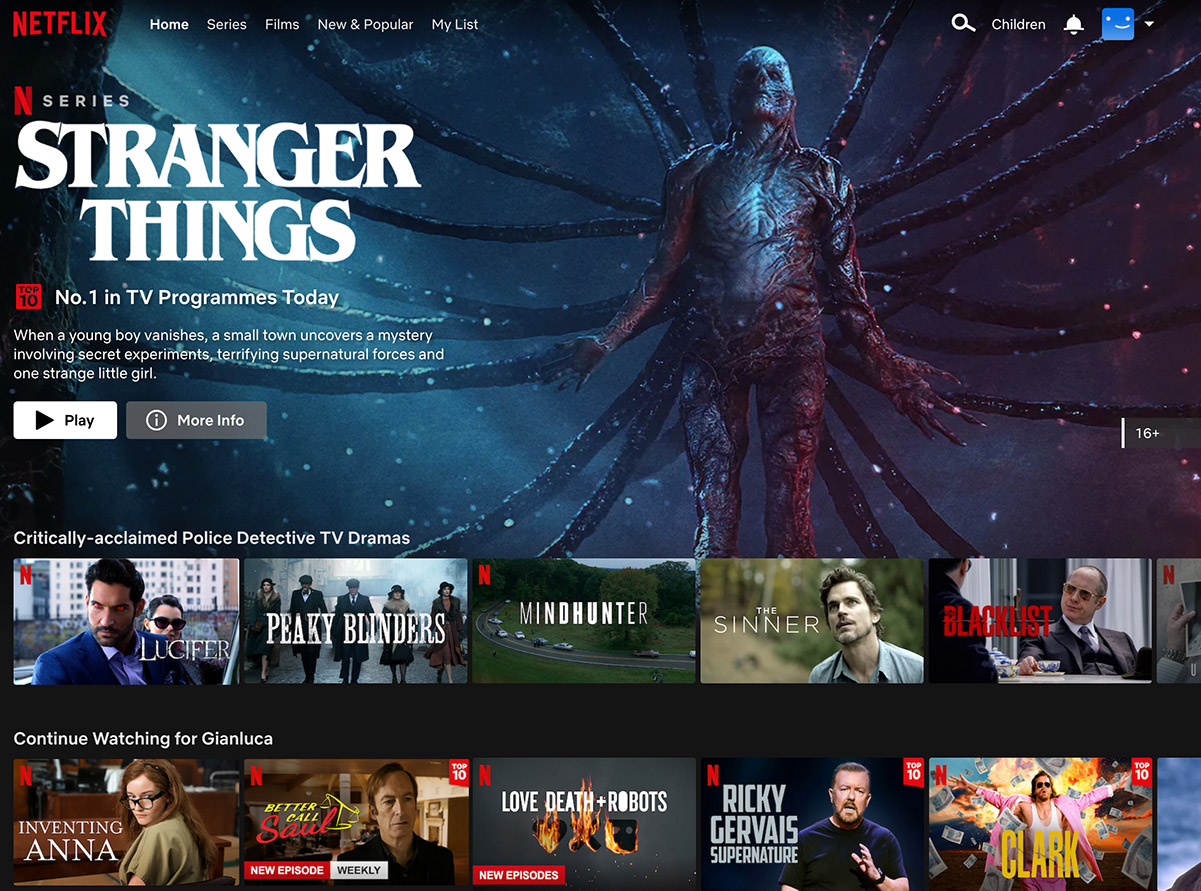 NETFLIX
Home Series Films New & Popular My List
Children
N SERIES
STRANGER
THINGS
TOP
10
No.1 in TV Programmes Today
When a young boy vanishes, a small town uncovers a mystery
involving secret experiments, terrifying supernatural forces and
one strange little girl.
Play
More Info
16+
Critically-acclaimed Police Detective TV Dramas
N
LUCIFER
PEAKY BLINDERS
N
MINDHUNTER
THE
SINNER
BLACKLIST
N
U
Continue Watching for Gianluca
N
INVENTING
ANNA
N
TOP
10
BETTER
CALL
Saul
NEW EPISODE WEEKLY
N
LOVE DEATH + ROBOTS
NEW EPISODES
N
TOP
10
RICKY
GERVAIS
SUPERNATURE
N
TOP
10
CLARK